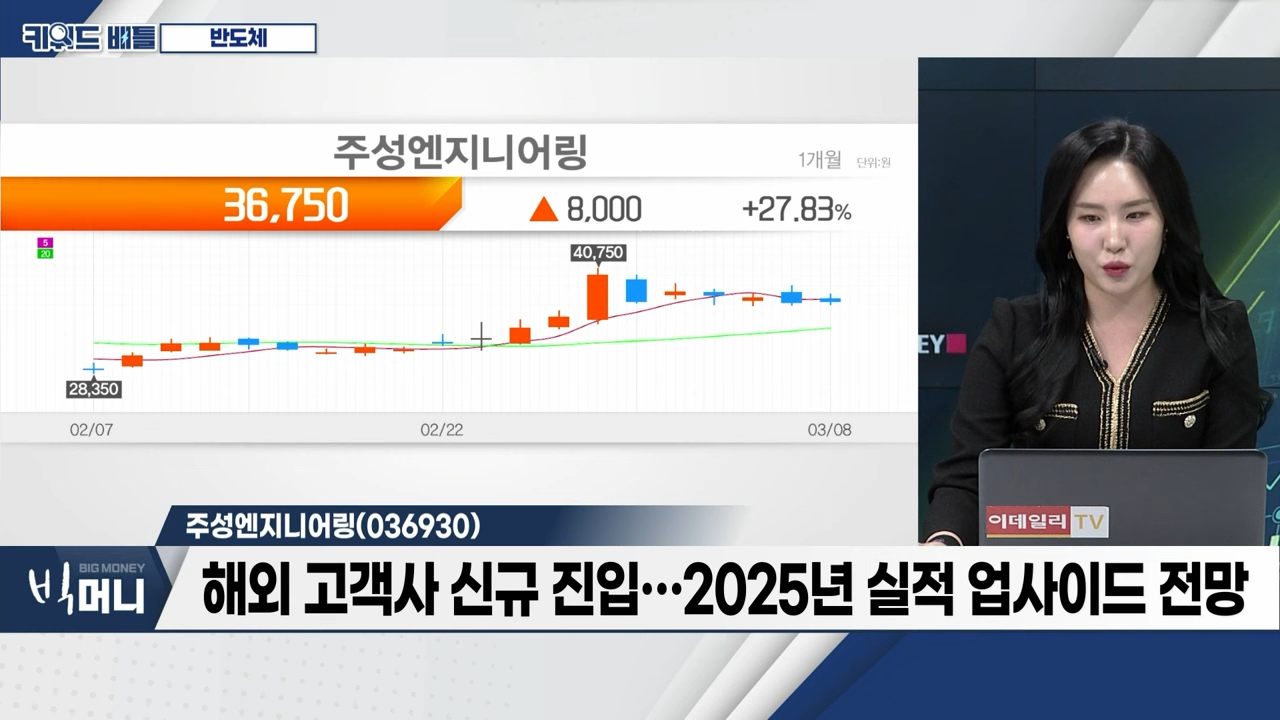 키워드 배틀
반도체
주성엔지니어링
1개월 단위:원
36,750 ▲ 8,000 +27.83%
5
20
40,750
28,350
02/07 02/22 03/08
EY
이데일리 TV
주성엔지니어링(036930)
BIG MONEY
빅머니
해외 고객사 신규 진입…2025년 실적 업사이드 전망